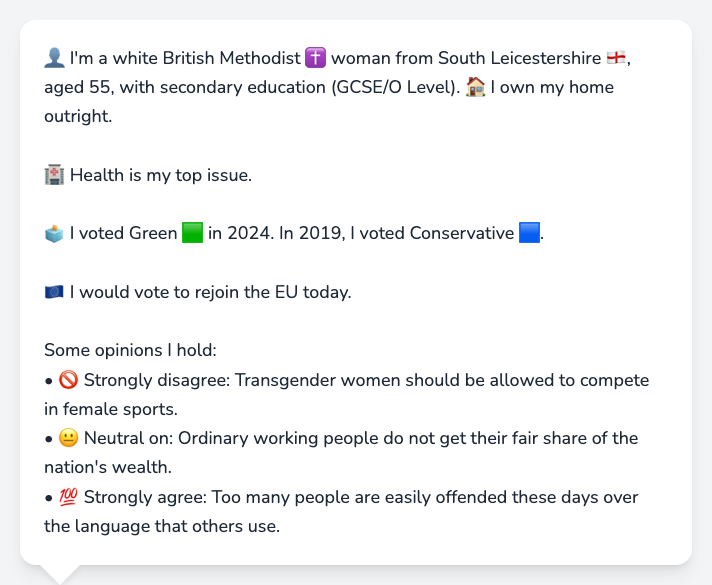 👤 I'm a white British Methodist ✝️ woman from South Leicestershire 🏴󠁧󠁢󠁥󠁮󠁧󠁿,
aged 55, with secondary education (GCSE/O Level). 🏠 I own my home
outright.
🏥 Health is my top issue.
🗳️ I voted Green 🟩 in 2024. In 2019, I voted Conservative 🟦.
🇪🇺 I would vote to rejoin the EU today.
Some opinions I hold:
• 🚫 Strongly disagree: Transgender women should be allowed to compete
in female sports.
• 😐 Neutral on: Ordinary working people do not get their fair share of the
nation's wealth.
• 💯 Strongly agree: Too many people are easily offended these days over
the language that others use.